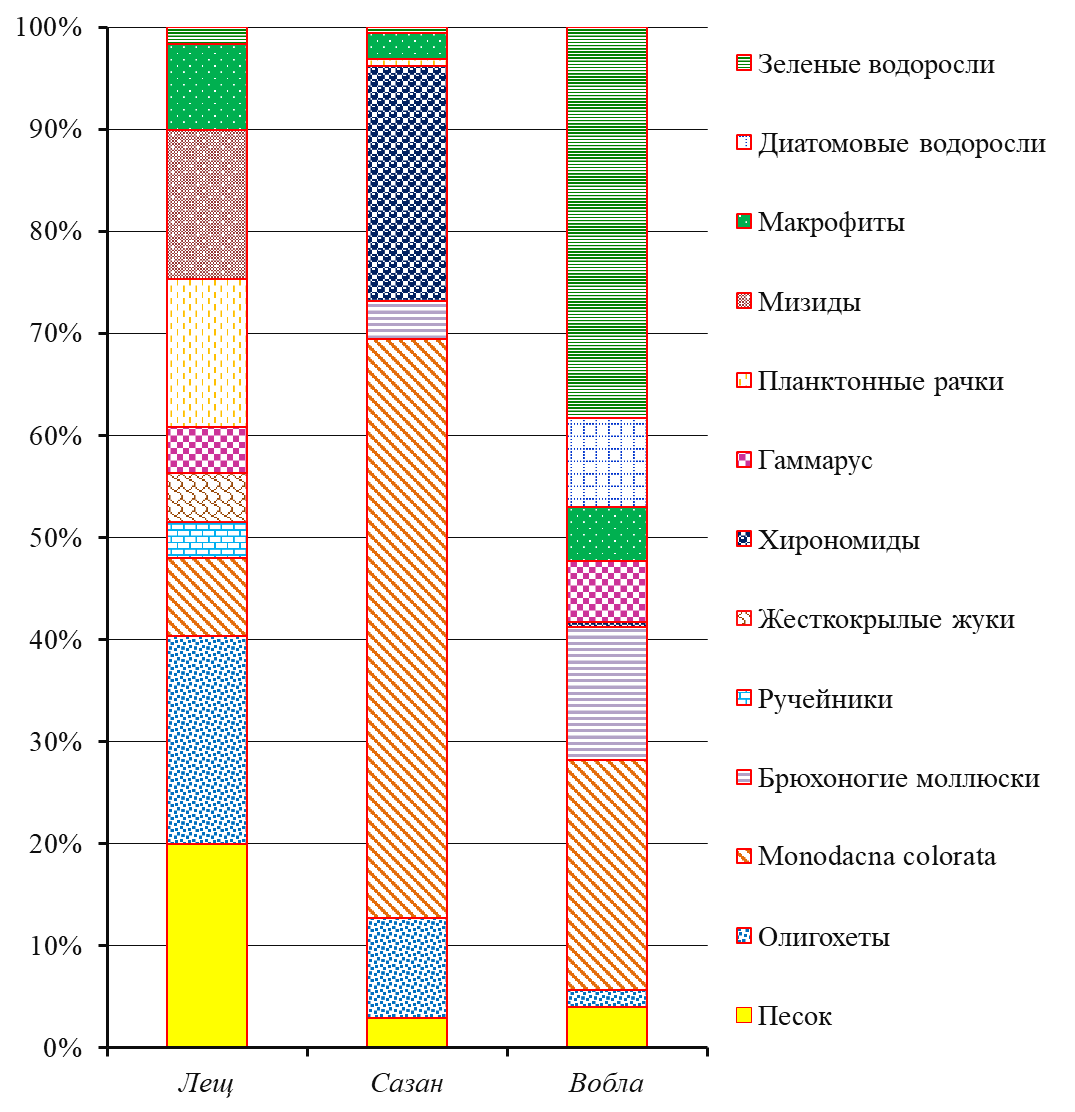 100%
90%
80%
70%
60%
50%
40%
30%
20%
10%
0%
Лещ
Сазан
Вобла
Зеленые водоросли
Диатомовые водоросли
Макрофиты
Мизиды
Планктонные рачки
Гаммарус
Хирономиды
Жесткокрылые жуки
Ручейники
Брюхоногие моллюски
Monodacna colorata
Олигохеты
Песок